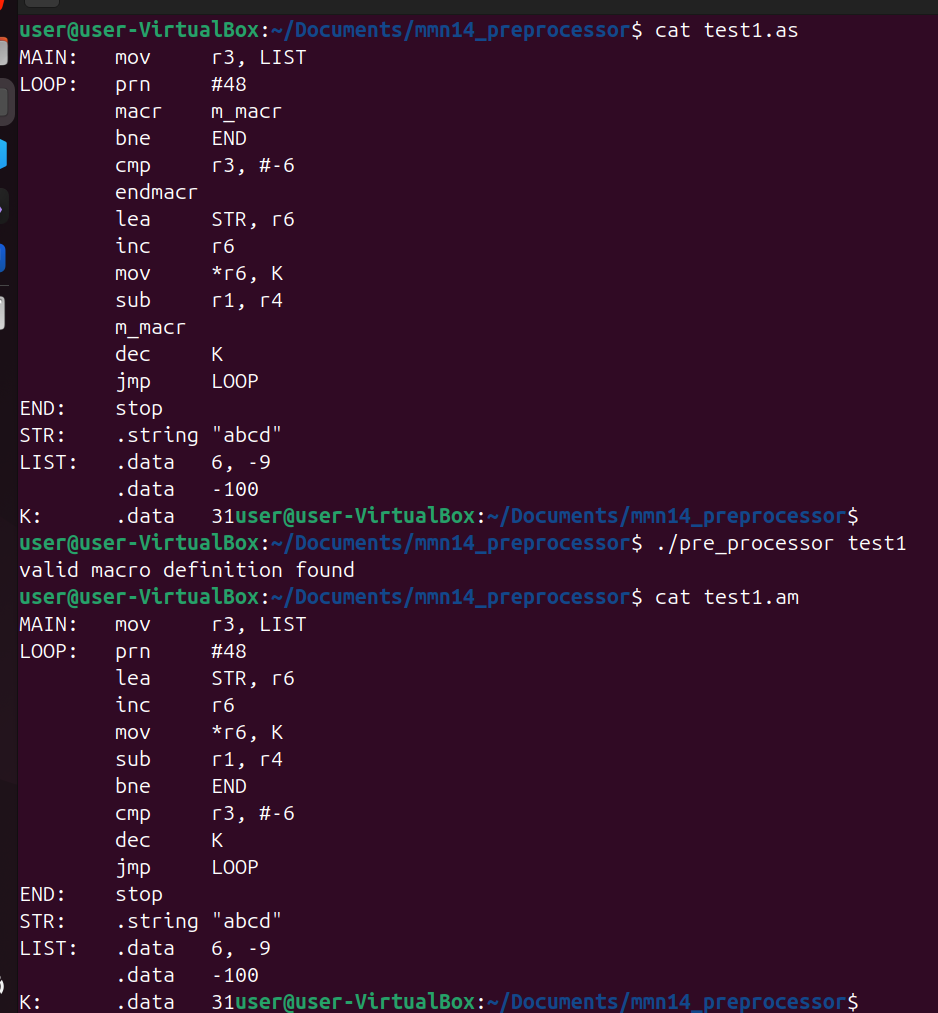 user@user-VirtualBox:~/Documents/mmn14_preprocessor$ cat test1.as
MAIN:   mov     r3, LIST
LOOP:   prn     #48
        macr    m_macr
        bne     END
        cmp     r3, #-6
        endmacr
        lea     STR, r6
        inc     r6
        mov     *r6, K
        sub     r1, r4
        m_macr
        dec     K
        jmp     LOOP
END:    stop
STR:    .string "abcd"
LIST:   .data   6, -9
        .data   -100
K:      .data   31user@user-VirtualBox:~/Documents/mmn14_preprocessor$
user@user-VirtualBox:~/Documents/mmn14_preprocessor$ ./pre_processor test1
valid macro definition found
user@user-VirtualBox:~/Documents/mmn14_preprocessor$ cat test1.am
MAIN:   mov     r3, LIST
LOOP:   prn     #48
        lea     STR, r6
        inc     r6
        mov     *r6, K
        sub     r1, r4
        bne     END
        cmp     r3, #-6
        dec     K
        jmp     LOOP
END:    stop
STR:    .string "abcd"
LIST:   .data   6, -9
        .data   -100
K:      .data   31user@user-VirtualBox:~/Documents/mmn14_preprocessor$